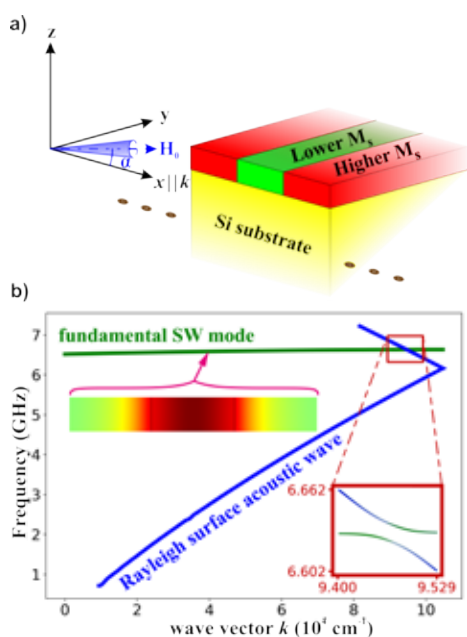 a)
z
y
H₀
α
x||k
Lower Mₛ
Higher Mₛ
Si substrate
b)
7
6
5
4
3
2
1
Frequency (GHz)
fundamental SW mode
Rayleigh surface acoustic wave
6.662
6.602
9.400 9.529
0 2 4 6 8 10
wave vector k (10⁴ cm⁻¹)